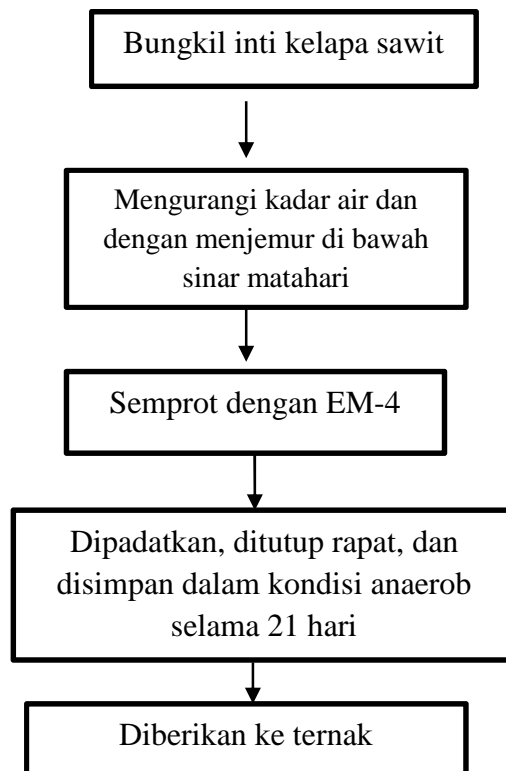 Bungkil inti kelapa sawit
Mengurangi kadar air dan
dengan menjemur di bawah
sinar matahari
Semprot dengan EM-4
Dipadatkan, ditutup rapat, dan
disimpan dalam kondisi anaerob
selama 21 hari
Diberikan ke ternak